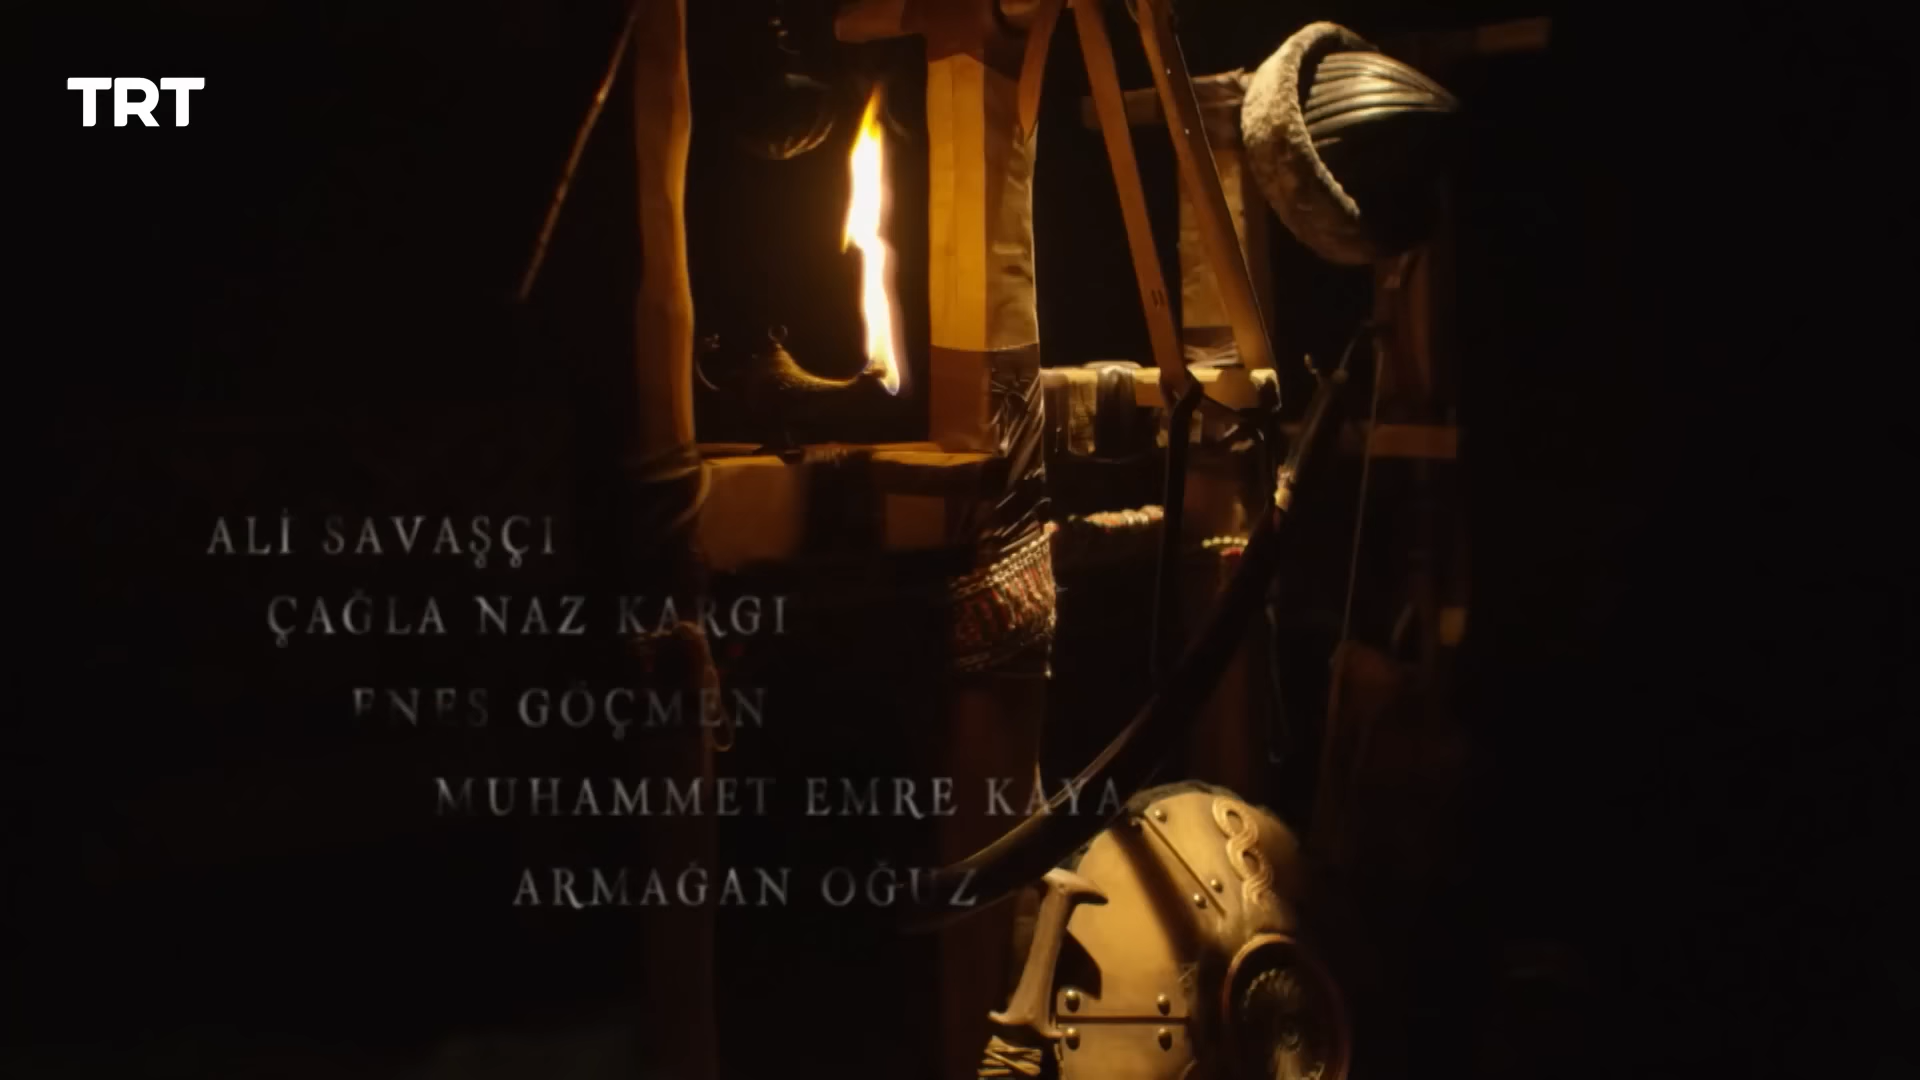 TRT
ALİ SAVAŞÇI
ÇAĞLA NAZ KARGI
ENES GÖÇMEN
MUHAMMET EMRE KAYA
ARMAĞAN OĞUZ